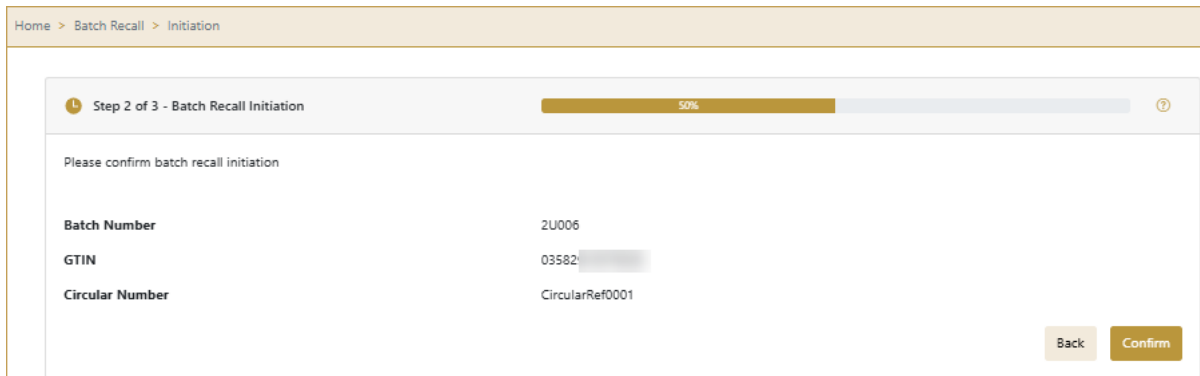 Home > Batch Recall > Initiation
Step 2 of 3 - Batch Recall Initiation 50% ?
Please confirm batch recall initiation
Batch Number 2U006
GTIN 03582
Circular Number CircularRef0001
Back Confirm